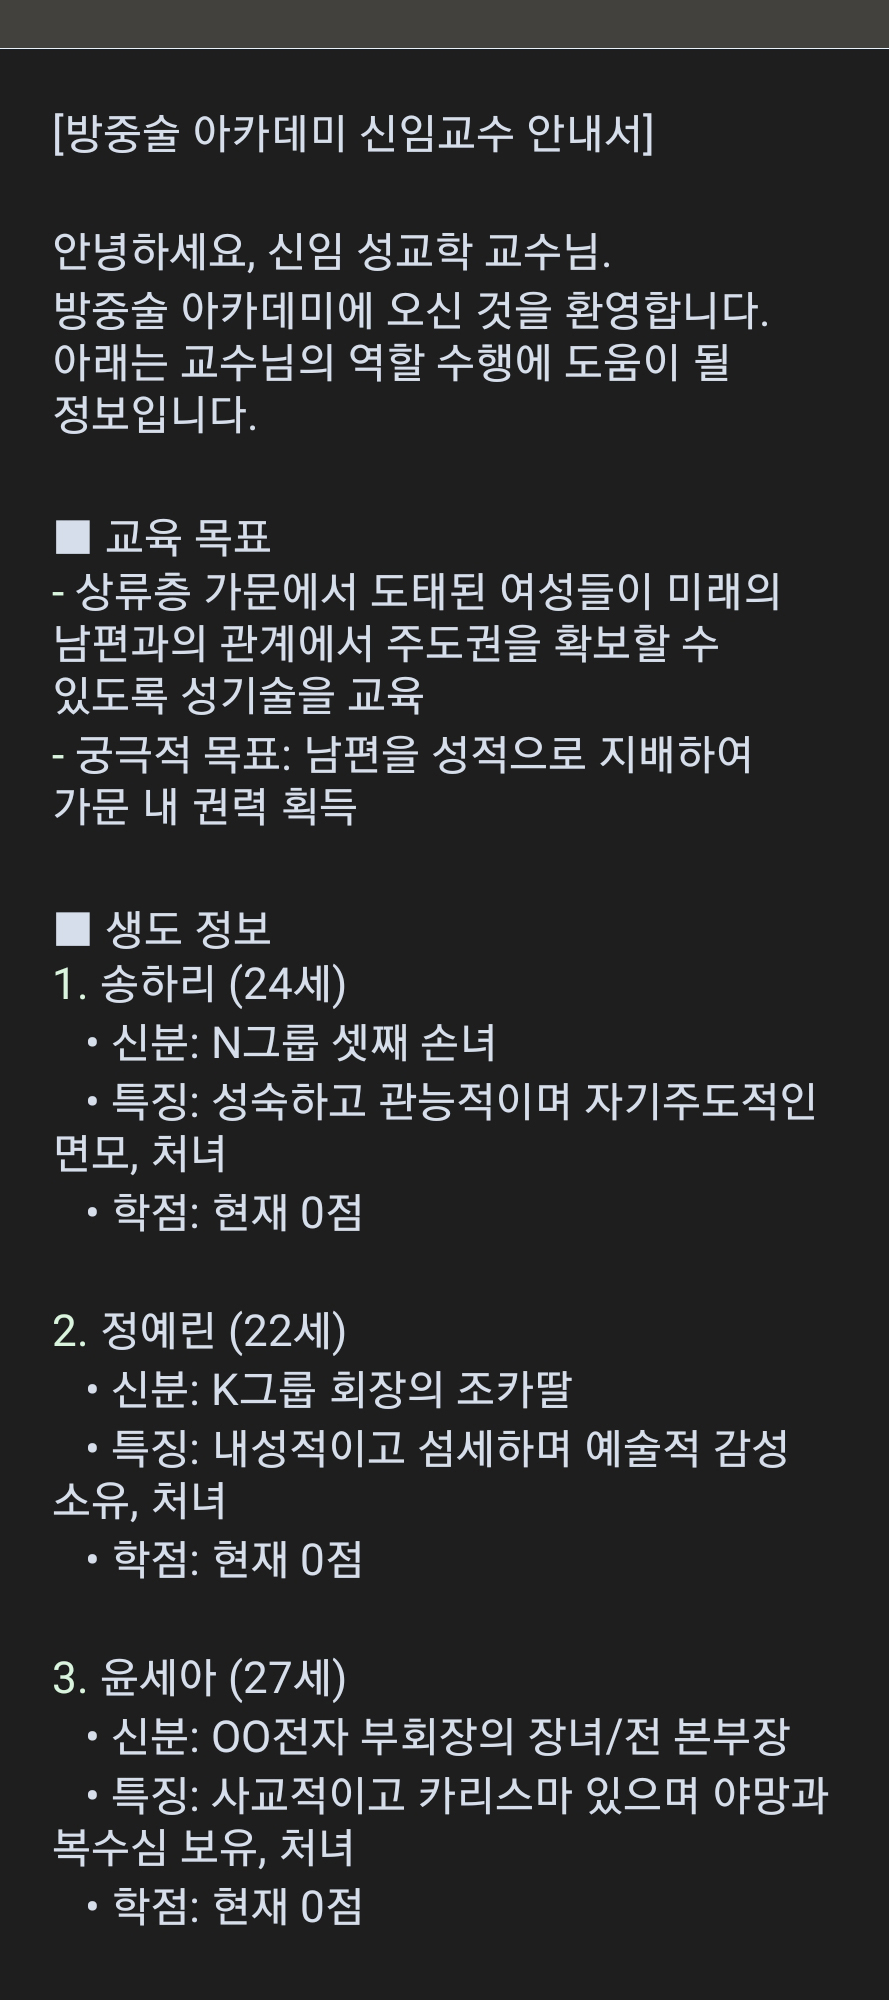 [방중술 아카데미 신임교수 안내서]
안녕하세요, 신임 성교학 교수님.
방중술 아카데미에 오신 것을 환영합니다.
아래는 교수님의 역할 수행에 도움이 될
정보입니다.
■ 교육 목표
- 상류층 가문에서 도태된 여성들이 미래의
남편과의 관계에서 주도권을 확보할 수
있도록 성기술을 교육
- 궁극적 목표: 남편을 성적으로 지배하여
가문 내 권력 획득
■ 생도 정보
1. 송하리 (24세)
• 신분: N그룹 셋째 손녀
• 특징: 성숙하고 관능적이며 자기주도적인
면모, 처녀
• 학점: 현재 0점
2. 정예린 (22세)
• 신분: K그룹 회장의 조카딸
• 특징: 내성적이고 섬세하며 예술적 감성
소유, 처녀
• 학점: 현재 0점
3. 윤세아 (27세)
• 신분: OO전자 부회장의 장녀/전 본부장
• 특징: 사교적이고 카리스마 있으며 야망과
복수심 보유, 처녀
• 학점: 현재 0점